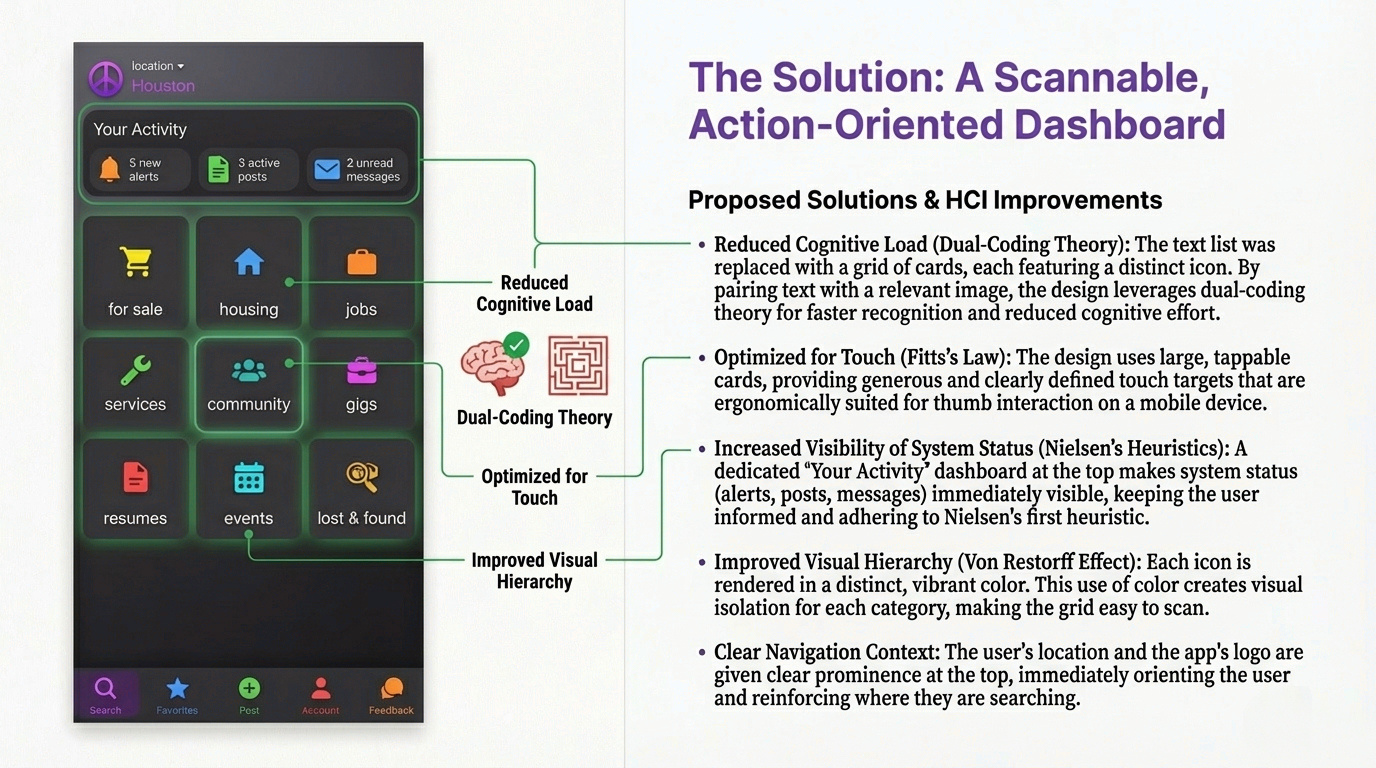 location
Houston
Your Activity
5 new
alerts
3 active
posts
2 unread
messages
for sale
housing
jobs
services
community
gigs
resumes
events
lost & found
Search
Favorites
Post
Account
Feedback
Reduced
Cognitive Load
Dual-Coding Theory
Optimized for
Touch
Improved Visual
Hierarchy
The Solution: A Scannable,
Action-Oriented Dashboard
Proposed Solutions & HCI Improvements
• Reduced Cognitive Load (Dual-Coding Theory): The text list was
replaced with a grid of cards, each featuring a distinct icon. By
pairing text with a relevant image, the design leverages dual-coding
theory for faster recognition and reduced cognitive effort.
• Optimized for Touch (Fitts's Law): The design uses large, tappable
cards, providing generous and clearly defined touch targets that are
ergonomically suited for thumb interaction on a mobile device.
• Increased Visibility of System Status (Nielsen's Heuristics): A
dedicated "Your Activity" dashboard at the top makes system status
(alerts, posts, messages) immediately visible, keeping the user
informed and adhering to Nielsen's first heuristic.
• Improved Visual Hierarchy (Von Restorff Effect): Each icon is
rendered in a distinct, vibrant color. This use of color creates visual
isolation for each category, making the grid easy to scan.
• Clear Navigation Context: The user's location and the app's logo are
given clear prominence at the top, immediately orienting the user
and reinforcing where they are searching.